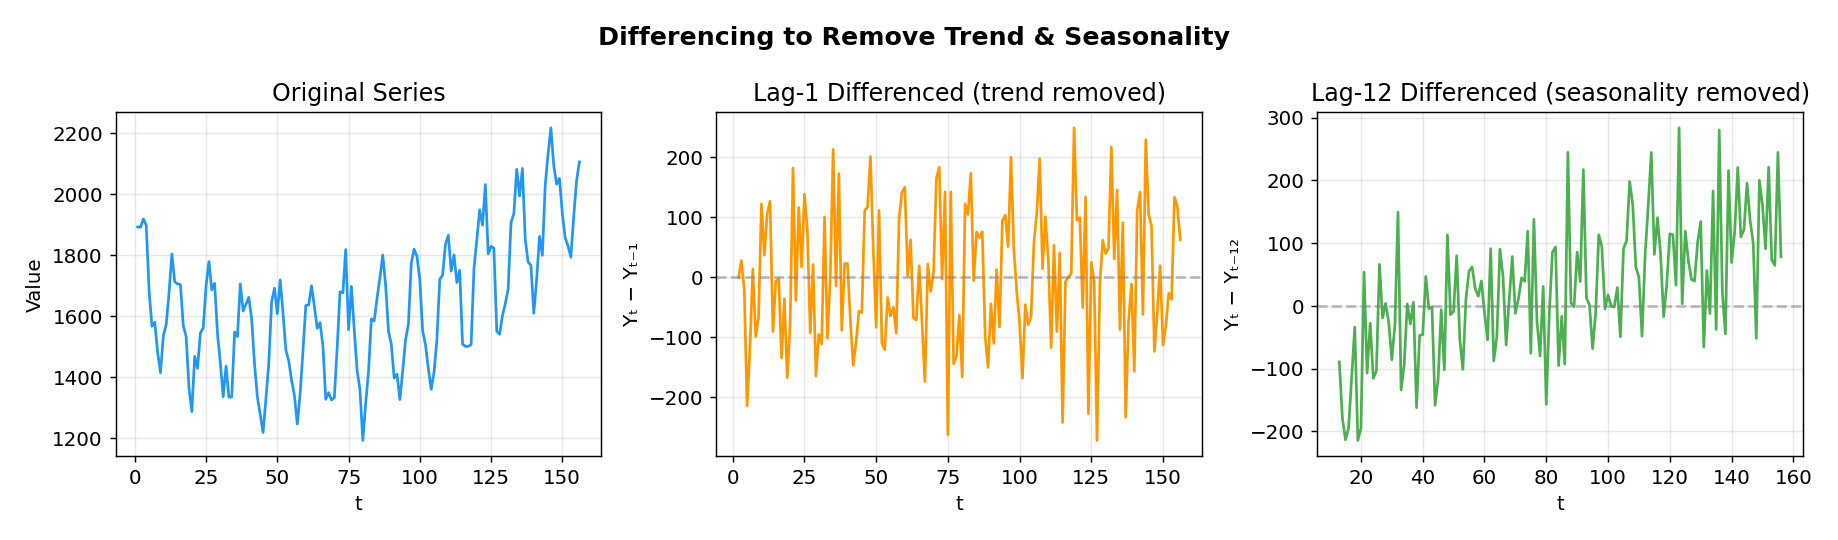 Differencing to Remove Trend & Seasonality
Original Series
Value
2200
2000
1800
1600
1400
1200
0 25 50 75 100 125 150
t
Lag-1 Differenced (trend removed)
Yₜ − Yₜ₋₁
200
100
0
−100
−200
0 25 50 75 100 125 150
t
Lag-12 Differenced (seasonality removed)
Yₜ − Yₜ₋₁₂
300
200
100
0
−100
−200
20 40 60 80 100 120 140 160
t